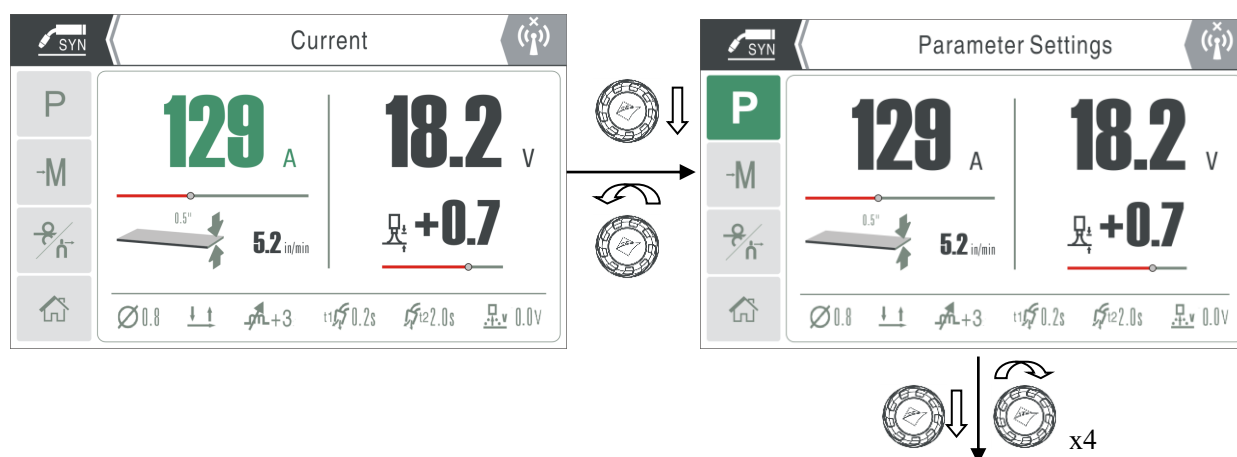 SYN
Current
P
129 A
18.2 V
-M
0.5"
5.2 in/min
+0.7
0.8
+3
t1 0.2s
t2 2.0s
V 0.0V
SYN
Parameter Settings
P
129 A
18.2 V
-M
0.5"
5.2 in/min
+0.7
0.8
+3
t1 0.2s
t2 2.0s
V 0.0V
x4